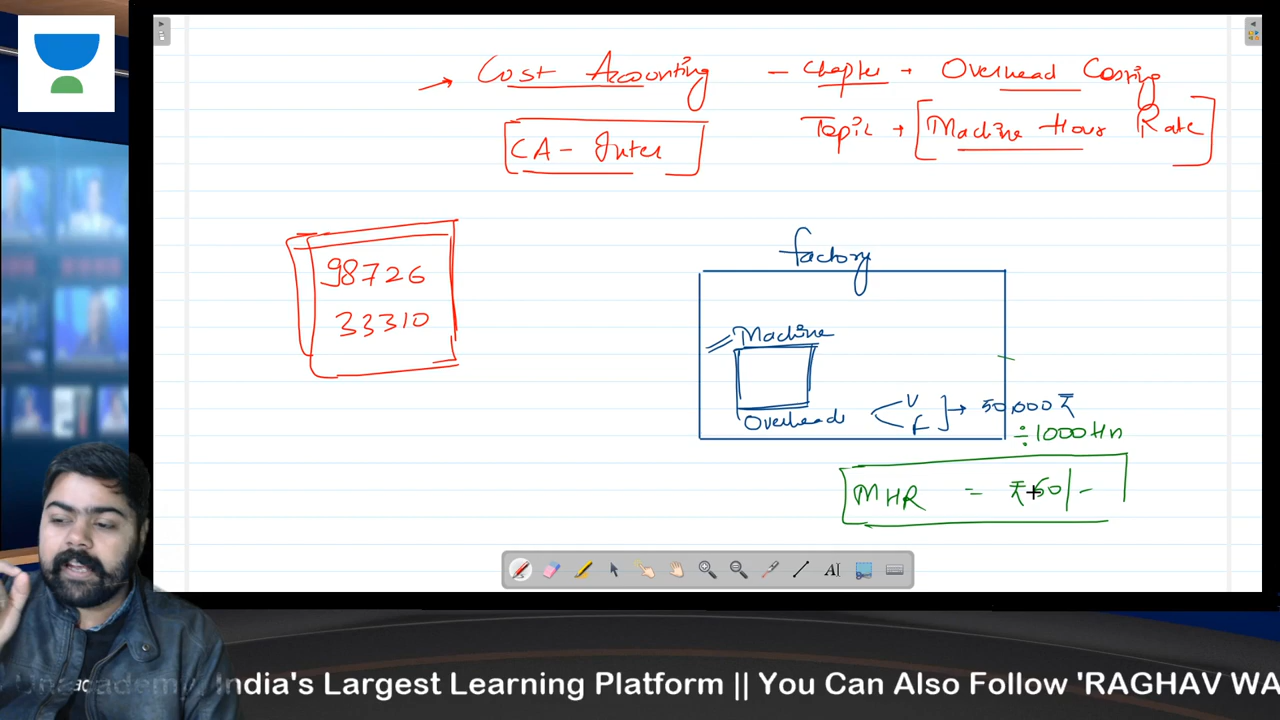 → Cost Accounting – Chapter → Overhead Costing
CA - Inter
Topic → [Machine Hour Rate]
98726
33310
factory
Machine
Overheads
V
F
→ 50,000 ₹
÷ 1000 Hrs
MHR = ₹ 50/-
India's Largest Learning Platform || You Can Also Follow 'RAGHAV WA